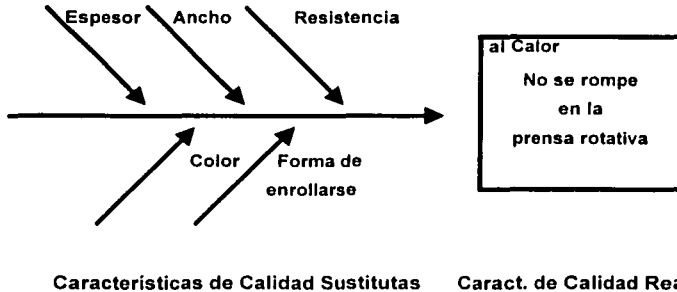 Espesor
Ancho
Resistencia
al Calor
No se rompe
en la
prensa rotativa
Color
Forma de
enrollarse
Características de Calidad Sustitutas
Caract. de Calidad Rea